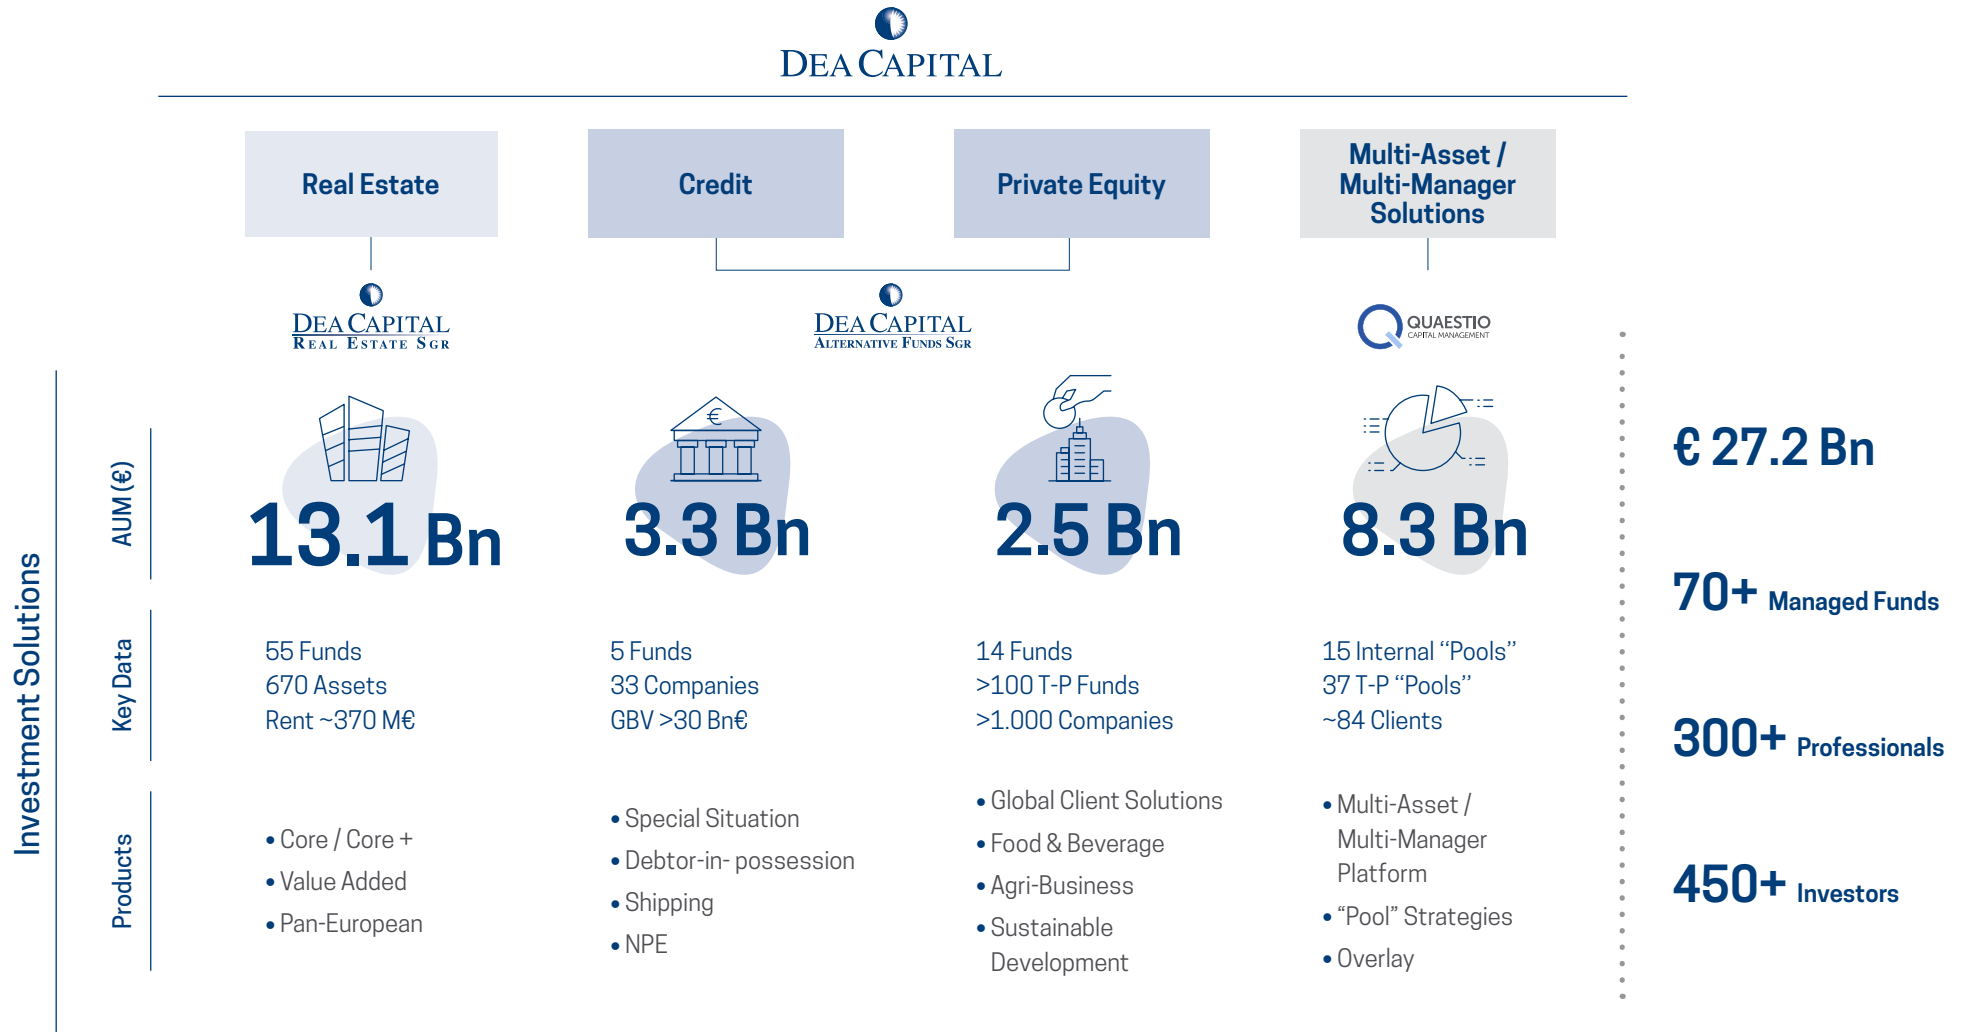 DEA CAPITAL
Real Estate
Credit
Private Equity
Multi-Asset /
Multi-Manager
Solutions
DEA CAPITAL
REAL ESTATE SGR
DEA CAPITAL
ALTERNATIVE FUNDS SGR
QUAESTIO
CAPITAL MANAGEMENT
Investment Solutions
AUM (€)
€
13.1 Bn
3.3 Bn
2.5 Bn
8.3 Bn
Key Data
55 Funds
670 Assets
Rent ~370 M€
5 Funds
33 Companies
GBV >30 Bn€
14 Funds
>100 T-P Funds
>1.000 Companies
15 Internal “Pools”
37 T-P “Pools”
~84 Clients
Products
• Core / Core +
• Value Added
• Pan-European
• Special Situation
• Debtor-in- possession
• Shipping
• NPE
• Global Client Solutions
• Food & Beverage
• Agri-Business
• Sustainable
Development
• Multi-Asset /
Multi-Manager
Platform
• “Pool” Strategies
• Overlay
€ 27.2 Bn
70+ Managed Funds
300+ Professionals
450+ Investors